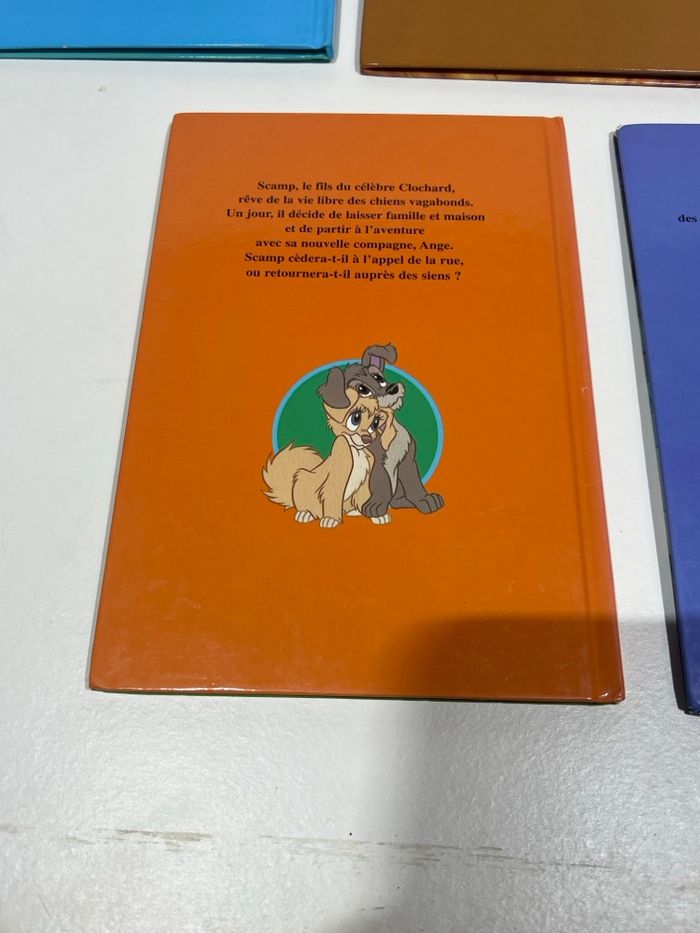 Scamp, le fils du célèbre Clochard,
rêve de la vie libre des chiens vagabonds.
Un jour, il décide de laisser famille et maison
et de partir à l'aventure
avec sa nouvelle compagne, Ange.
Scamp cèdera-t-il à l'appel de la rue,
ou retournera-t-il auprès des siens ?
des